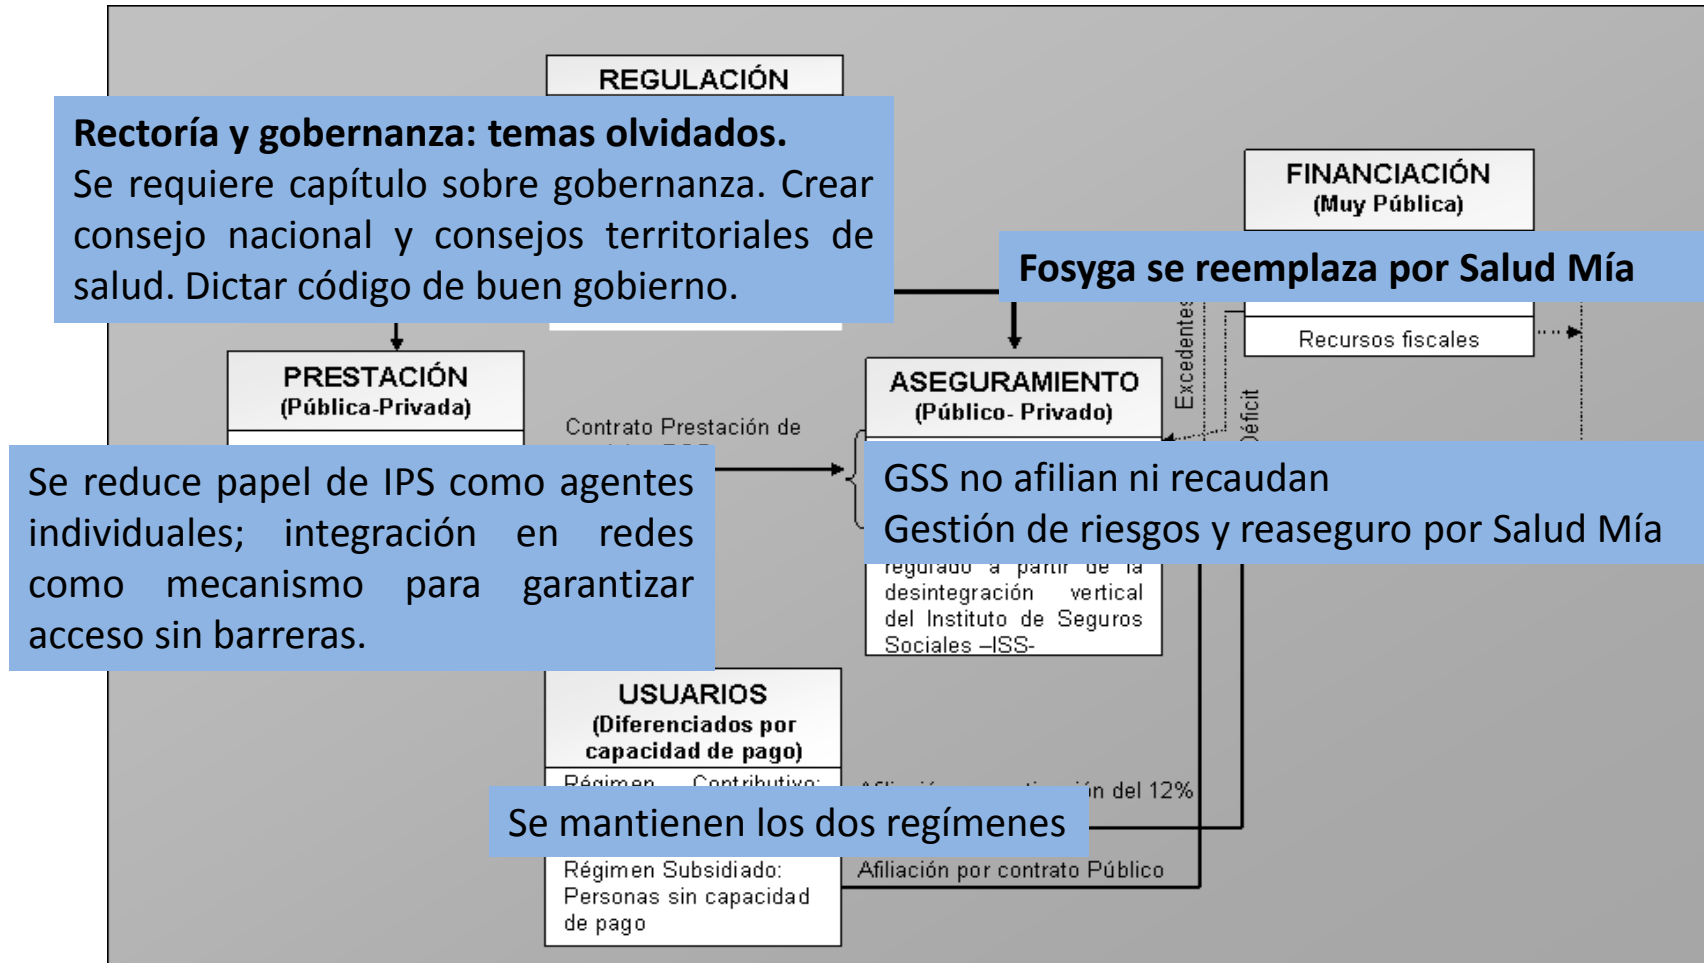 REGULACIÓN
Rectoría y gobernanza: temas olvidados.
Se requiere capítulo sobre gobernanza. Crear
consejo nacional y consejos territoriales de
salud. Dictar código de buen gobierno.
FINANCIACIÓN
(Muy Pública)
Fosyga se reemplaza por Salud Mía
Recursos fiscales
Excedentes
Déficit
PRESTACIÓN
(Pública-Privada)
Contrato Prestación de
ASEGURAMIENTO
(Público- Privado)
Se reduce papel de IPS como agentes
individuales; integración en redes
como mecanismo para garantizar
acceso sin barreras.
GSS no afilian ni recaudan
Gestión de riesgos y reaseguro por Salud Mía
regulado a partir de la
desintegración vertical
del Instituto de Seguros
Sociales –ISS-
USUARIOS
(Diferenciados por
capacidad de pago)
Régimen Contributivo:
del 12%
Se mantienen los dos regímenes
Régimen Subsidiado:
Personas sin capacidad
de pago
Afiliación por contrato Público